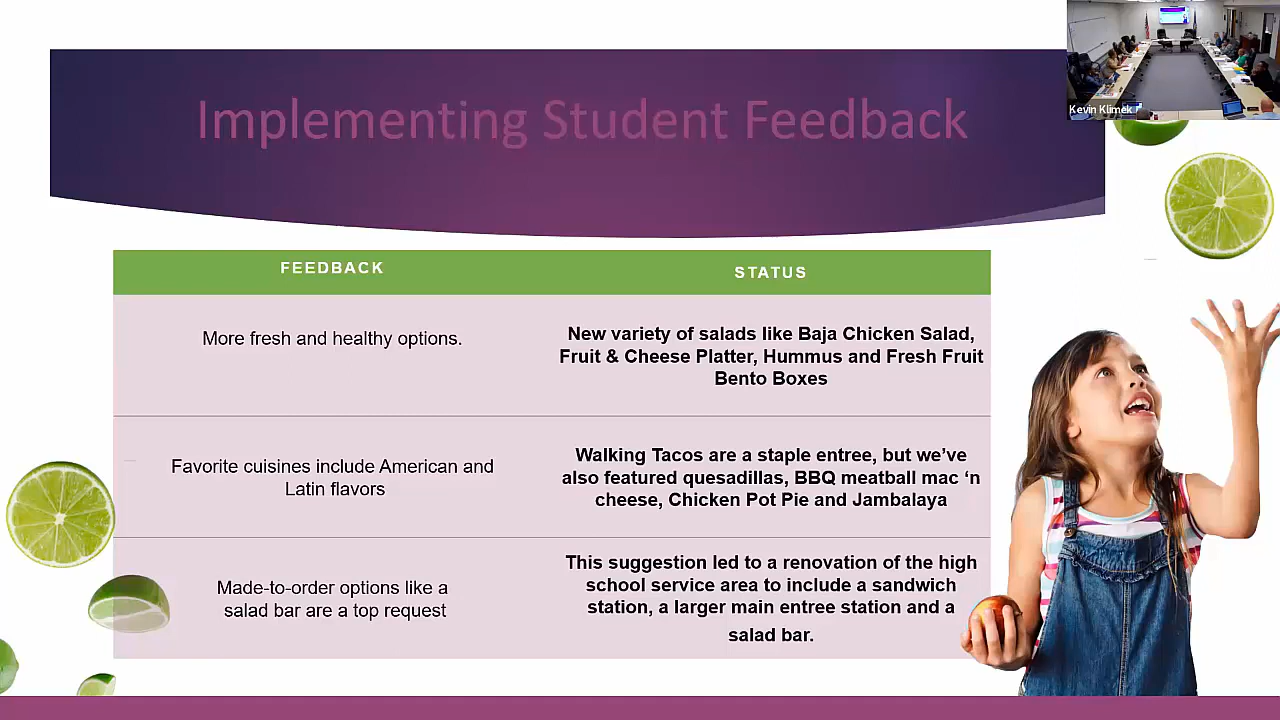 Implementing Student Feedback
Kevin Klimek
FEEDBACK
STATUS
More fresh and healthy options.
New variety of salads like Baja Chicken Salad,
Fruit & Cheese Platter, Hummus and Fresh Fruit
Bento Boxes
Favorite cuisines include American and
Latin flavors
Walking Tacos are a staple entree, but we’ve
also featured quesadillas, BBQ meatball mac ‘n
cheese, Chicken Pot Pie and Jambalaya
Made-to-order options like a
salad bar are a top request
This suggestion led to a renovation of the high
school service area to include a sandwich
station, a larger main entree station and a
salad bar.